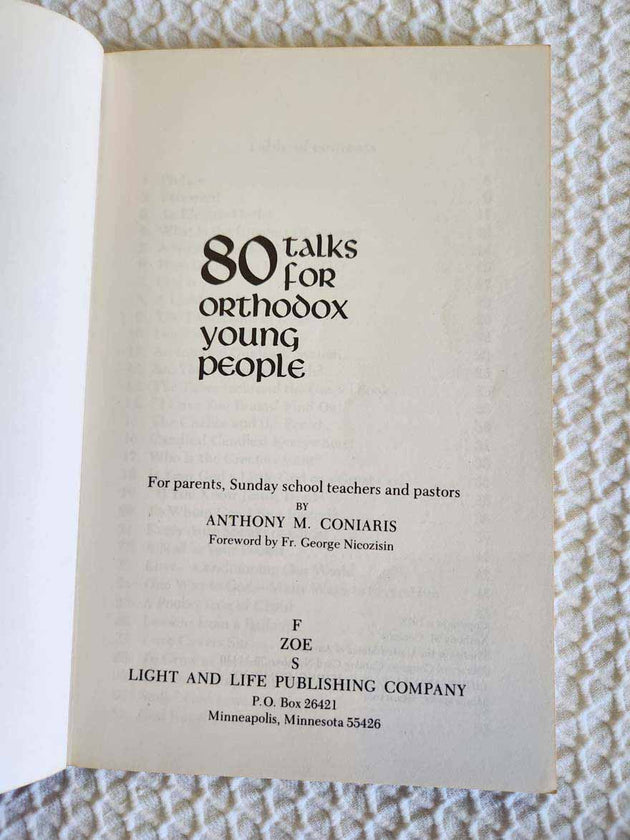 80 talks
for
orthodox
young
people
For parents, Sunday school teachers and pastors
BY
ANTHONY M. CONIARIS
Foreword by Fr. George Nicozisin
F
ZOE
S
LIGHT AND LIFE PUBLISHING COMPANY
P.O. Box 26421
Minneapolis, Minnesota 55426